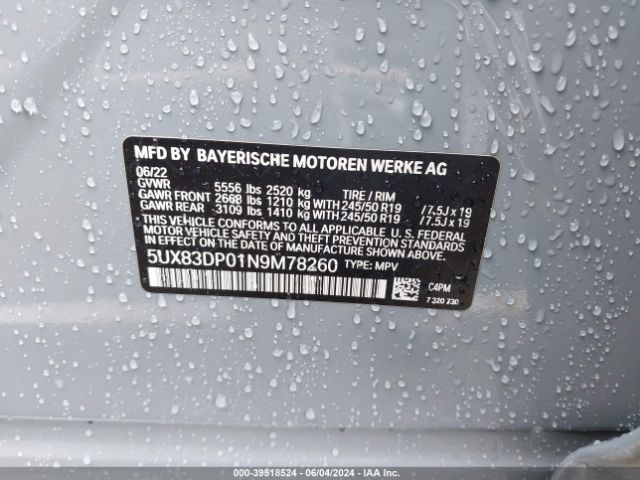 MFD BY BAYERISCHE MOTOREN WERKE AG
06/22
GVWR 5556 lbs 2520 kg TIRE / RIM
GAWR FRONT 2668 lbs 1210 kg WITH 245/50 R19 /7.5J x 19
GAWR REAR 3109 lbs 1410 kg WITH 245/50 R19 /7.5J x 19
THIS VEHICLE CONFORMS TO ALL APPLICABLE U. S. FEDERAL
MOTOR VEHICLE SAFETY, BUMPER, AND THEFT PREVENTION
STANDARDS IN EFFECT ON THE DATE OF MANUFACTURE SHOWN ABOVE.
5UX83DP01N9M78260 TYPE: MPV
C4PM
7 320 730
000-39518524 - 06/04/2024 - IAA Inc.